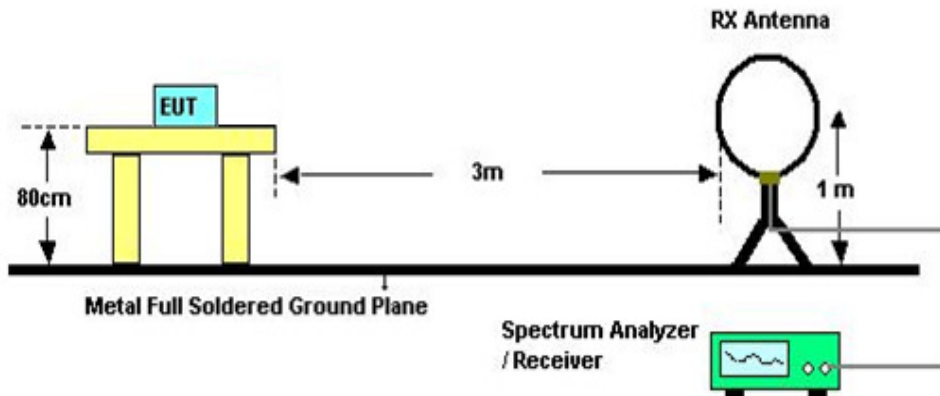 RX Antenna
EUT
80cm
3m
1 m
Metal Full Soldered Ground Plane
Spectrum Analyzer
/ Receiver